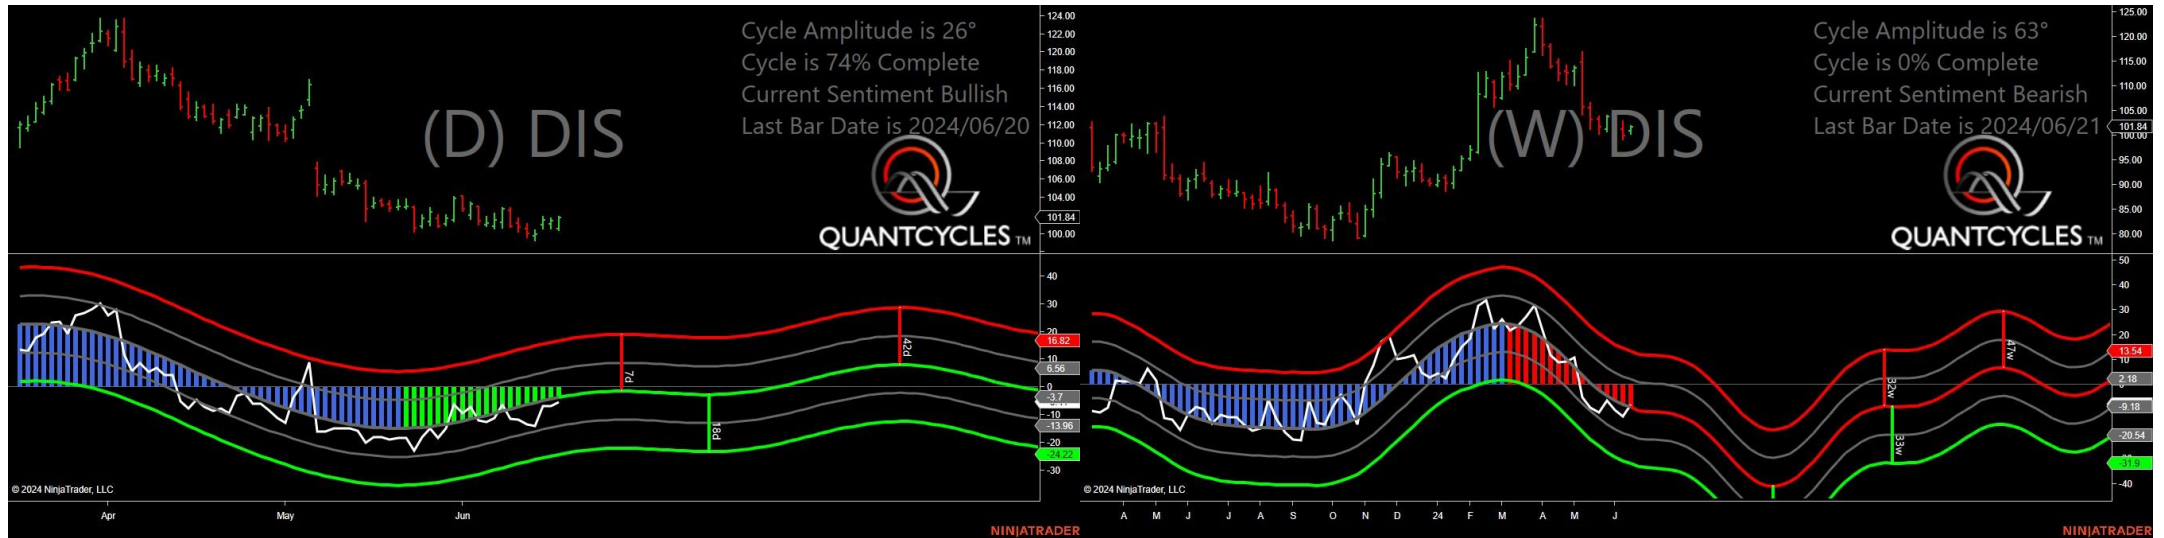 Cycle Amplitude is 26°
Cycle is 74% Complete
Current Sentiment Bullish
Last Bar Date is 2024/06/20
(D) DIS
QUANTCYCLES TM
124.00
122.00
120.00
118.00
116.00
114.00
112.00
110.00
108.00
106.00
104.00
101.84
100.00
40
30
20
16.82
10
6.56
0
-3.7
-10
-13.96
-20
-24.22
-30
7d
18d
42d
© 2024 NinjaTrader, LLC
Apr May Jun
NINJATRADER
Cycle Amplitude is 63°
Cycle is 0% Complete
Current Sentiment Bearish
Last Bar Date is 2024/06/21
(W) DIS
QUANTCYCLES TM
125.00
120.00
115.00
110.00
105.00
101.84
100.00
95.00
90.00
85.00
80.00
50
40
30
20
13.54
10
2.18
-9.18
-20.54
-31.9
-40
32w
33w
47w
© 2024 NinjaTrader, LLC
A M J J A S O N D 24 F M A M J
NINJATRADER